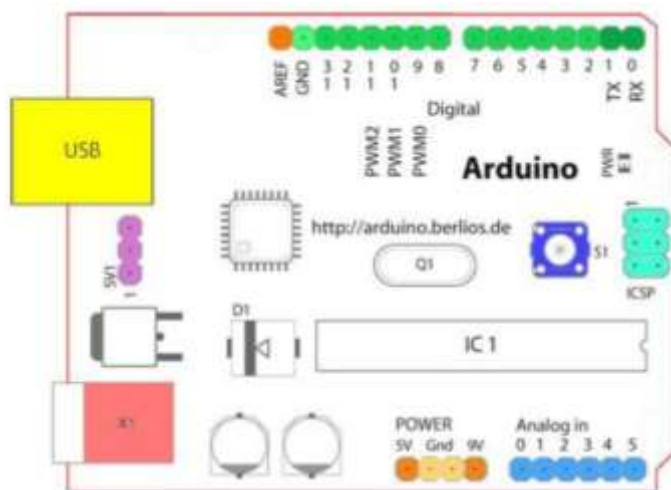 AREF
GND
13
12
11
10
9
8
7
6
5
4
3
2
1
0
TX
RX
Digital
USB
PWM2
PWM1
PWM0
Arduino
PWR
1
http://arduino.berlios.de
S1
Q1
SV1
1
ICSP
D1
IC 1
X1
POWER
Analog in
5V Gnd 9V
0 1 2 3 4 5